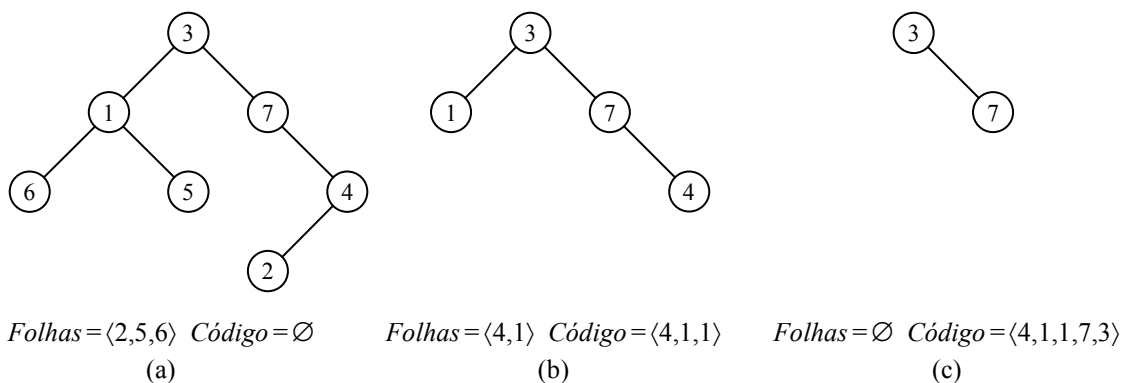 3 3 3
1 7 1 7 7
6 5 4 4
2
Folhas=⟨2,5,6⟩ Código=∅ Folhas=⟨4,1⟩ Código=⟨4,1,1⟩ Folhas=∅ Código=⟨4,1,1,7,3⟩
(a) (b) (c)